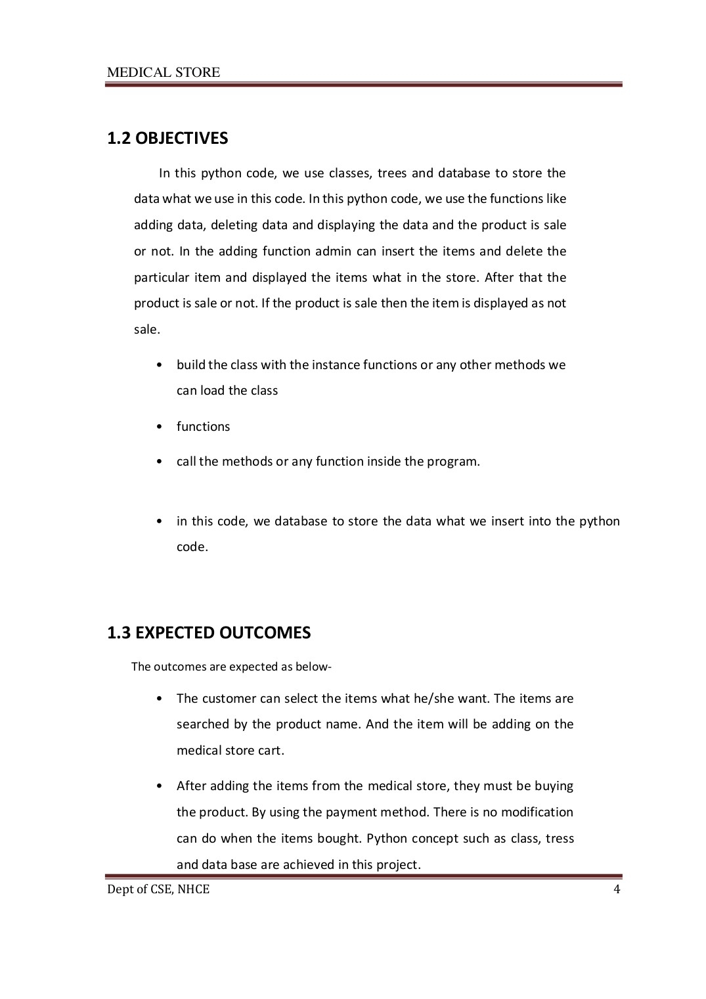 MEDICAL STORE
1.2 OBJECTIVES
In this python code, we use classes, trees and database to store the
data what we use in this code. In this python code, we use the functions like
adding data, deleting data and displaying the data and the product is sale
or not. In the adding function admin can insert the items and delete the
particular item and displayed the items what in the store. After that the
product is sale or not. If the product is sale then the item is displayed as not
sale.
• build the class with the instance functions or any other methods we
can load the class
• functions
• call the methods or any function inside the program.
• in this code, we database to store the data what we insert into the python
code.
1.3 EXPECTED OUTCOMES
The outcomes are expected as below-
• The customer can select the items what he/she want. The items are
searched by the product name. And the item will be adding on the
medical store cart.
• After adding the items from the medical store, they must be buying
the product. By using the payment method. There is no modification
can do when the items bought. Python concept such as class, tress
and data base are achieved in this project.
Dept of CSE, NHCE 4